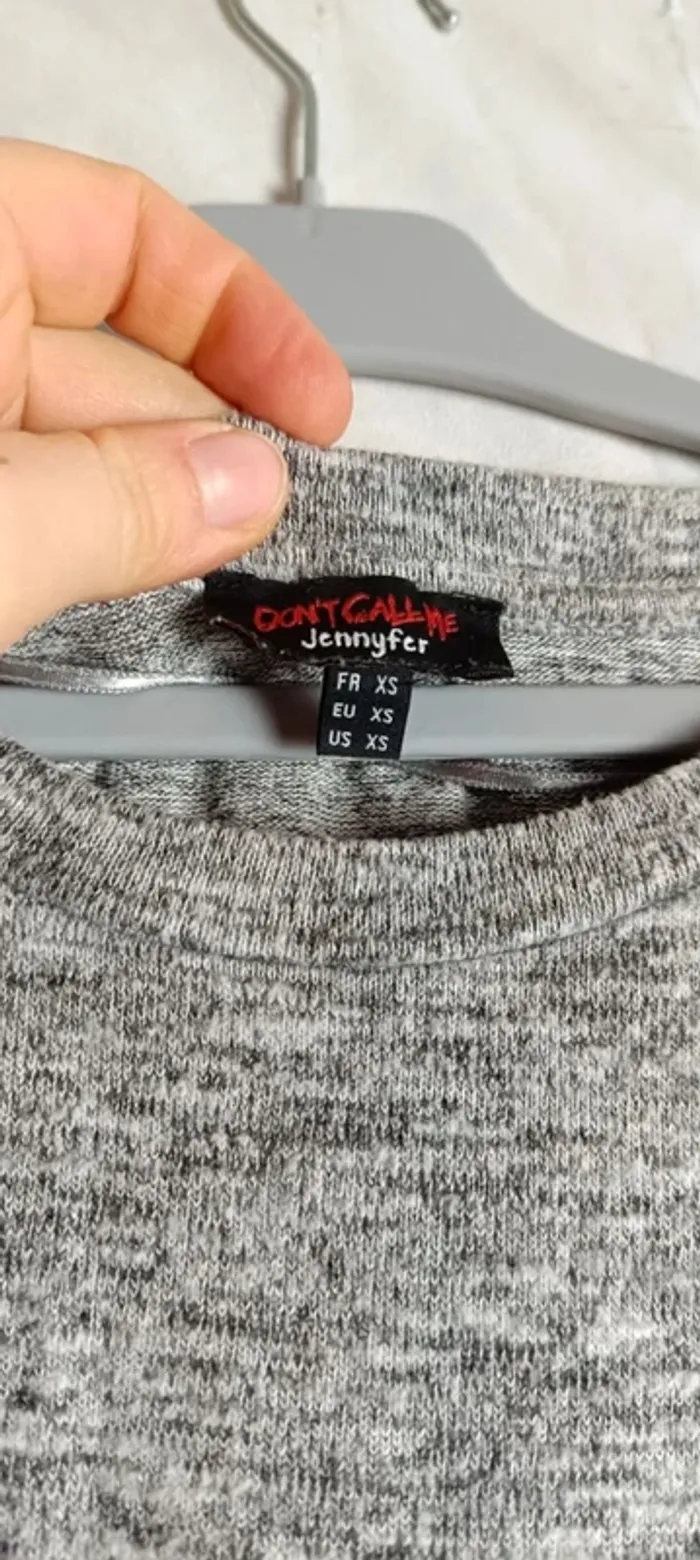 DON'T CALL ME
Jennyfer
FR XS
EU XS
US XS